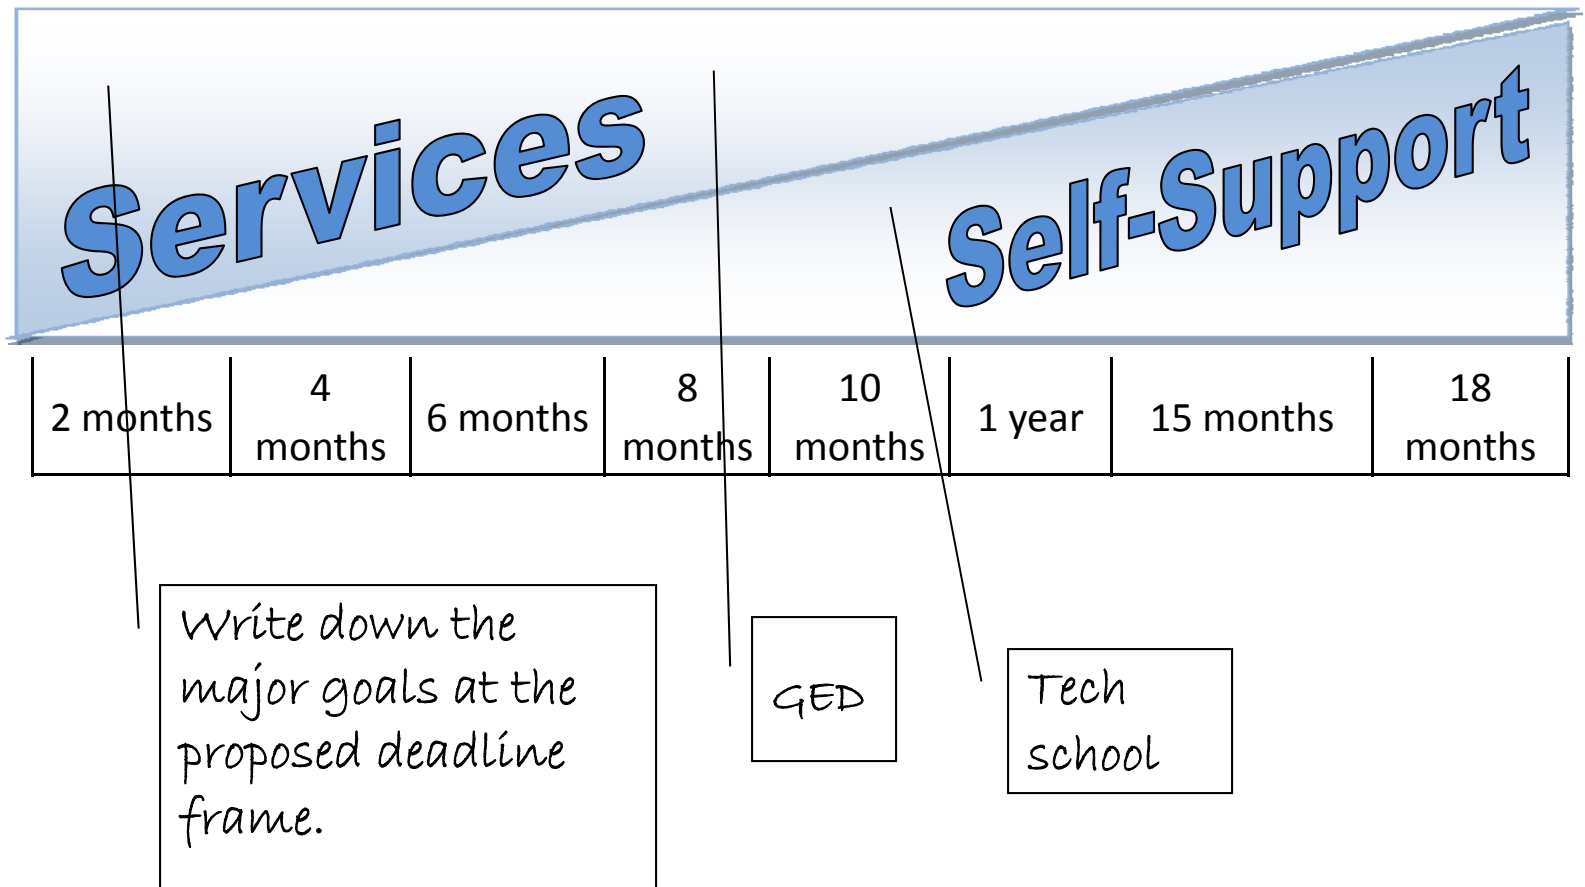 Services
Self-Support
2 months
4
months
6 months
8
months
10
months
1 year
15 months
18
months
Write down the
major goals at the
proposed deadline
frame.
GED
Tech
school